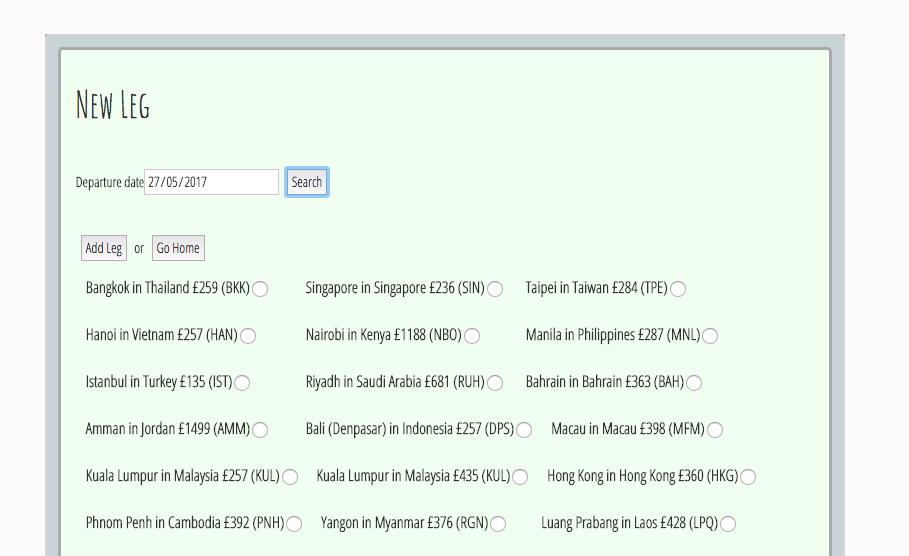 New Leg
Departure date 27/05/2017 Search
Add Leg or Go Home
Bangkok in Thailand £259 (BKK) Singapore in Singapore £236 (SIN) Taipei in Taiwan £284 (TPE)
Hanoi in Vietnam £257 (HAN) Nairobi in Kenya £1188 (NBO) Manila in Philippines £287 (MNL)
Istanbul in Turkey £135 (IST) Riyadh in Saudi Arabia £681 (RUH) Bahrain in Bahrain £363 (BAH)
Amman in Jordan £1499 (AMM) Bali (Denpasar) in Indonesia £257 (DPS) Macau in Macau £398 (MFM)
Kuala Lumpur in Malaysia £257 (KUL) Kuala Lumpur in Malaysia £435 (KUL) Hong Kong in Hong Kong £360 (HKG)
Phnom Penh in Cambodia £392 (PNH) Yangon in Myanmar £376 (RGN) Luang Prabang in Laos £428 (LPQ)